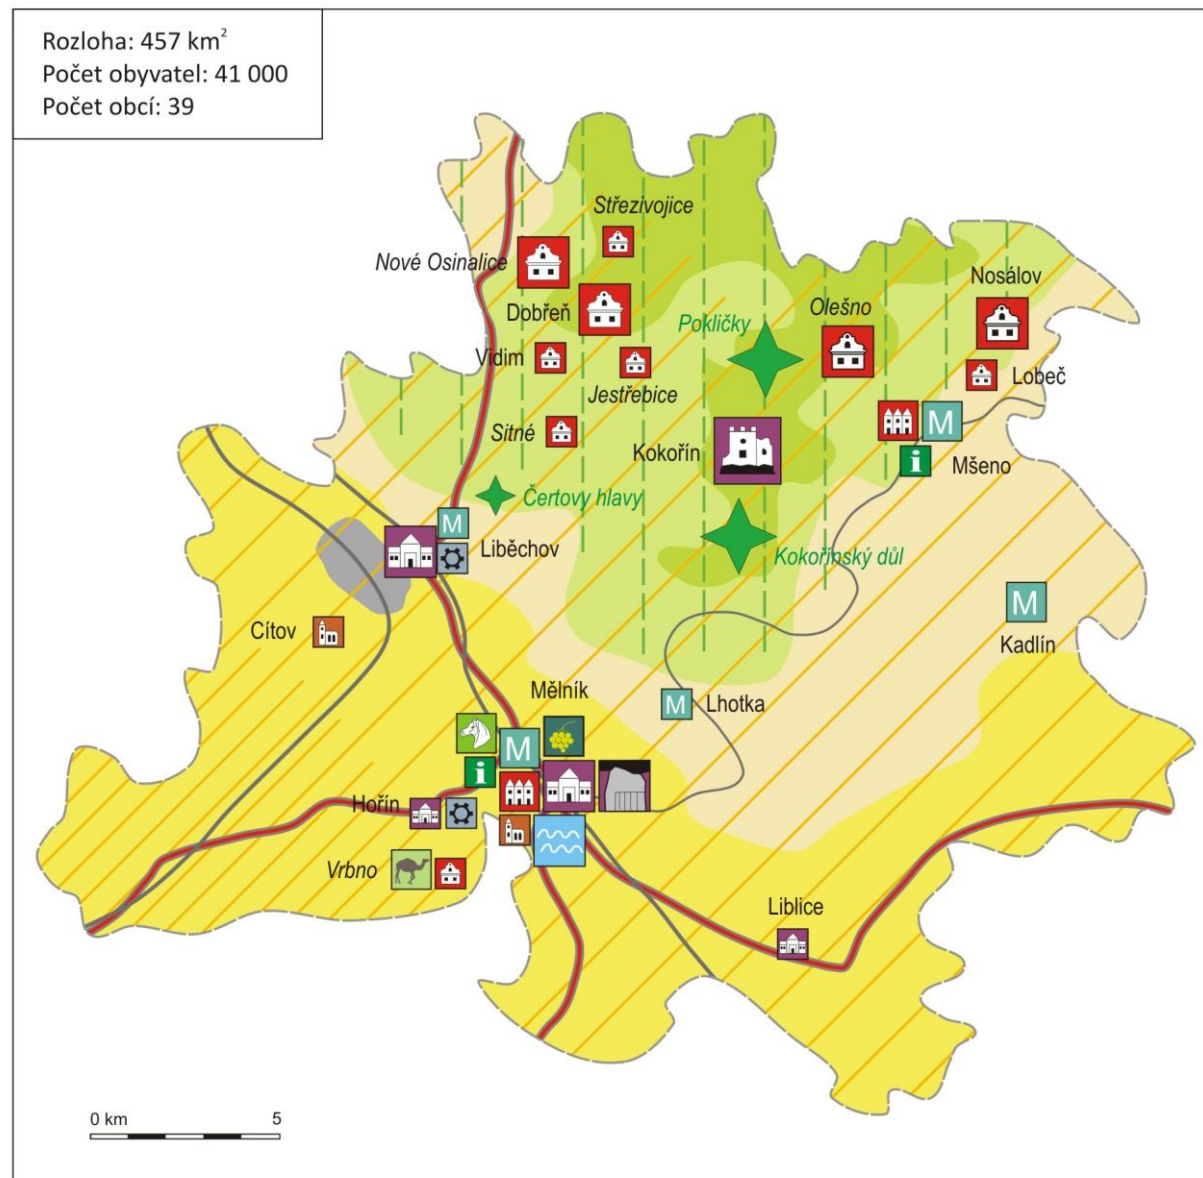 Rozloha: 457 km²
Počet obyvatel: 41 000
Počet obcí: 39
Střezivojice
Nové Osinalice
Nosálov
Dobřeň
Olešno
Pokličky
Vidim
Lobeč
Jestřebice
Sitné
Kokořín
M
i
Mšeno
Čertovy hlavy
M
Liběchov
Kokořínský důl
M
Cítov
Kadlín
Mělník
M
Lhotka
M
i
Hořín
Vrbno
Liblice
0 km 5